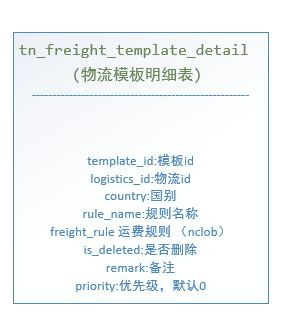 tn_freight_template_detail
(物流模板明细表)
template_id:模板id
logistics_id:物流id
country:国别
rule_name:规则名称
freight_rule 运费规则 （nclob）
is_deleted:是否删除
remark:备注
priority:优先级，默认0